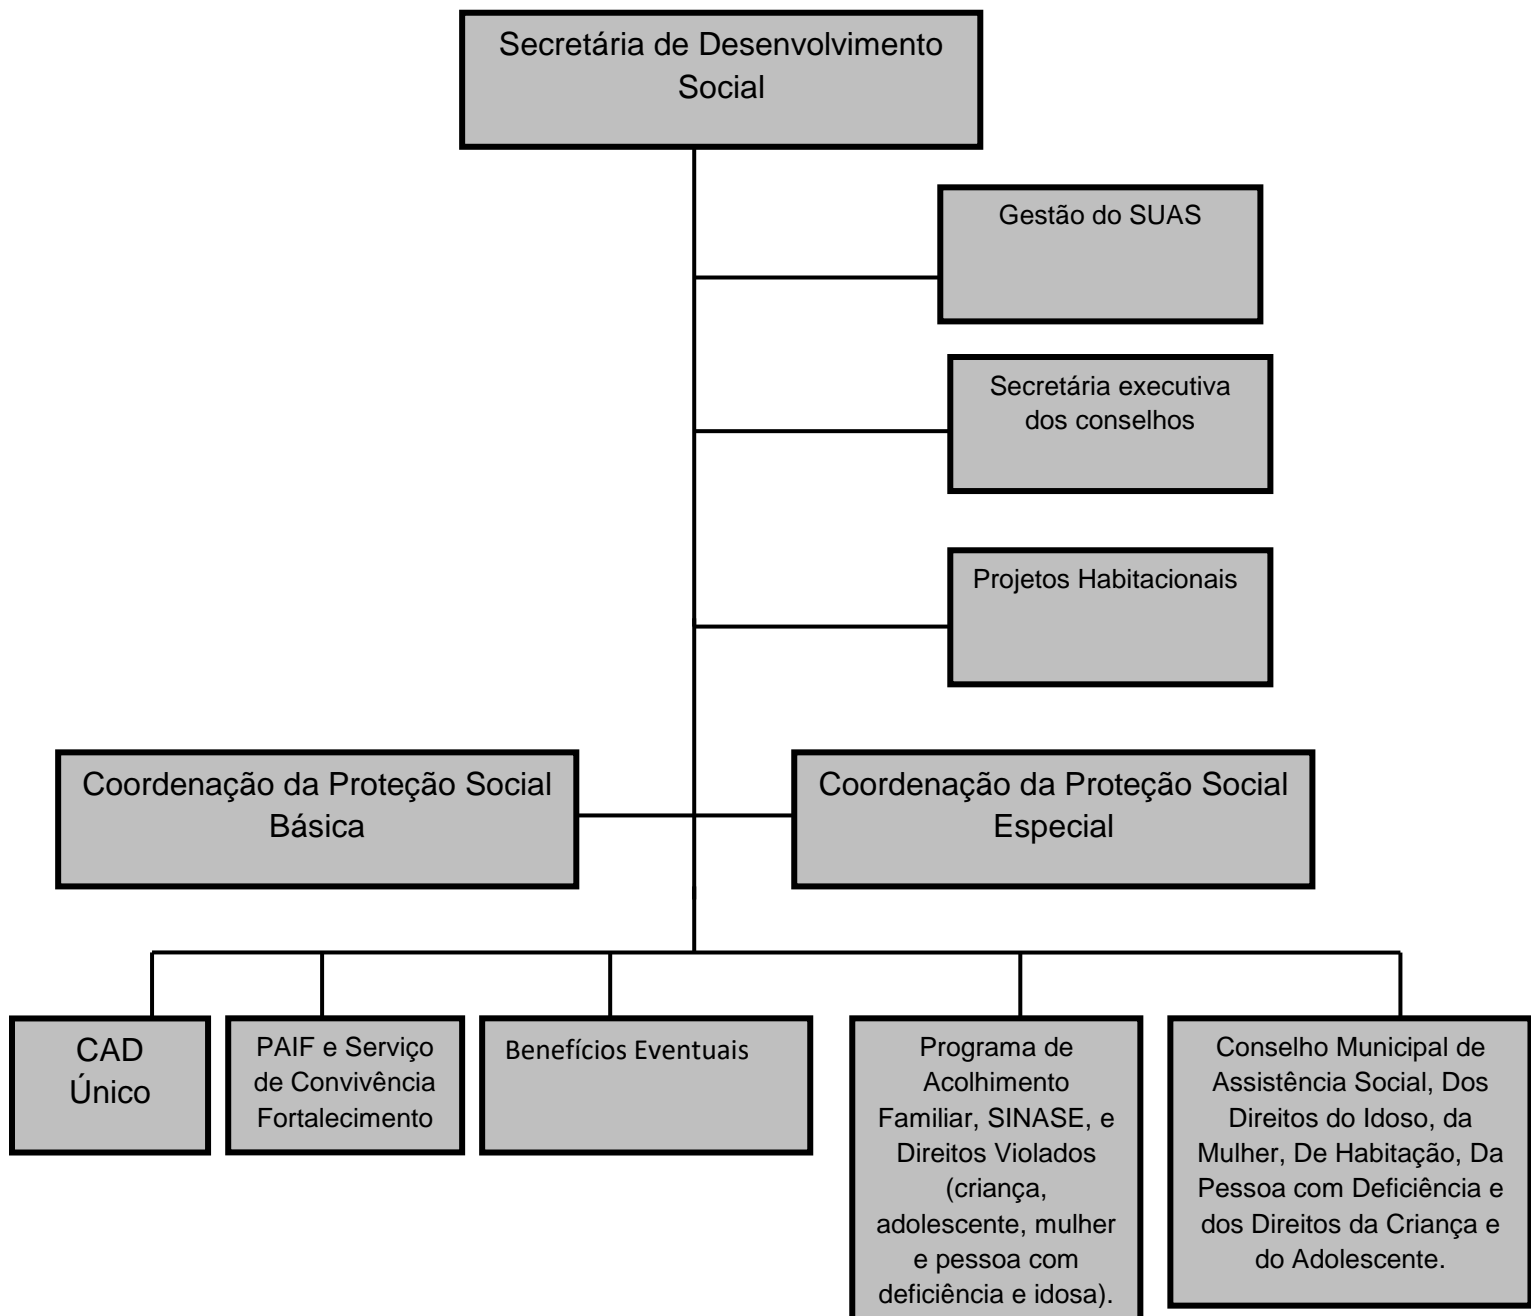 Secretária de Desenvolvimento
Social
Gestão do SUAS
Secretária executiva
dos conselhos
Projetos Habitacionais
Coordenação da Proteção Social
Básica
Coordenação da Proteção Social
Especial
CAD
Único
PAIF e Serviço
de Convivência
Fortalecimento
Benefícios Eventuais
Programa de
Acolhimento
Familiar, SINASE, e
Direitos Violados
(criança,
adolescente, mulher
e pessoa com
deficiência e idosa).
Conselho Municipal de
Assistência Social, Dos
Direitos do Idoso, da
Mulher, De Habitação, Da
Pessoa com Deficiência e
dos Direitos da Criança e
do Adolescente.